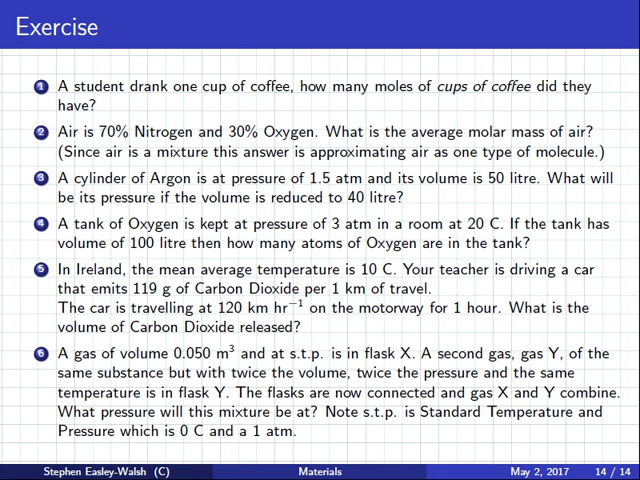 Exercise
1 A student drank one cup of coffee, how many moles of cups of coffee did they
have?
2 Air is 70% Nitrogen and 30% Oxygen. What is the average molar mass of air?
(Since air is a mixture this answer is approximating air as one type of molecule.)
3 A cylinder of Argon is at pressure of 1.5 atm and its volume is 50 litre. What will
be its pressure if the volume is reduced to 40 litre?
4 A tank of Oxygen is kept at pressure of 3 atm in a room at 20 C. If the tank has
volume of 100 litre then how many atoms of Oxygen are in the tank?
5 In Ireland, the mean average temperature is 10 C. Your teacher is driving a car
that emits 119 g of Carbon Dioxide per 1 km of travel.
The car is travelling at 120 km hr⁻¹ on the motorway for 1 hour. What is the
volume of Carbon Dioxide released?
6 A gas of volume 0.050 m³ and at s.t.p. is in flask X. A second gas, gas Y, of the
same substance but with twice the volume, twice the pressure and the same
temperature is in flask Y. The flasks are now connected and gas X and Y combine.
What pressure will this mixture be at? Note s.t.p. is Standard Temperature and
Pressure which is 0 C and a 1 atm.
Stephen Easley-Walsh (C) Materials May 2, 2017 14 / 14